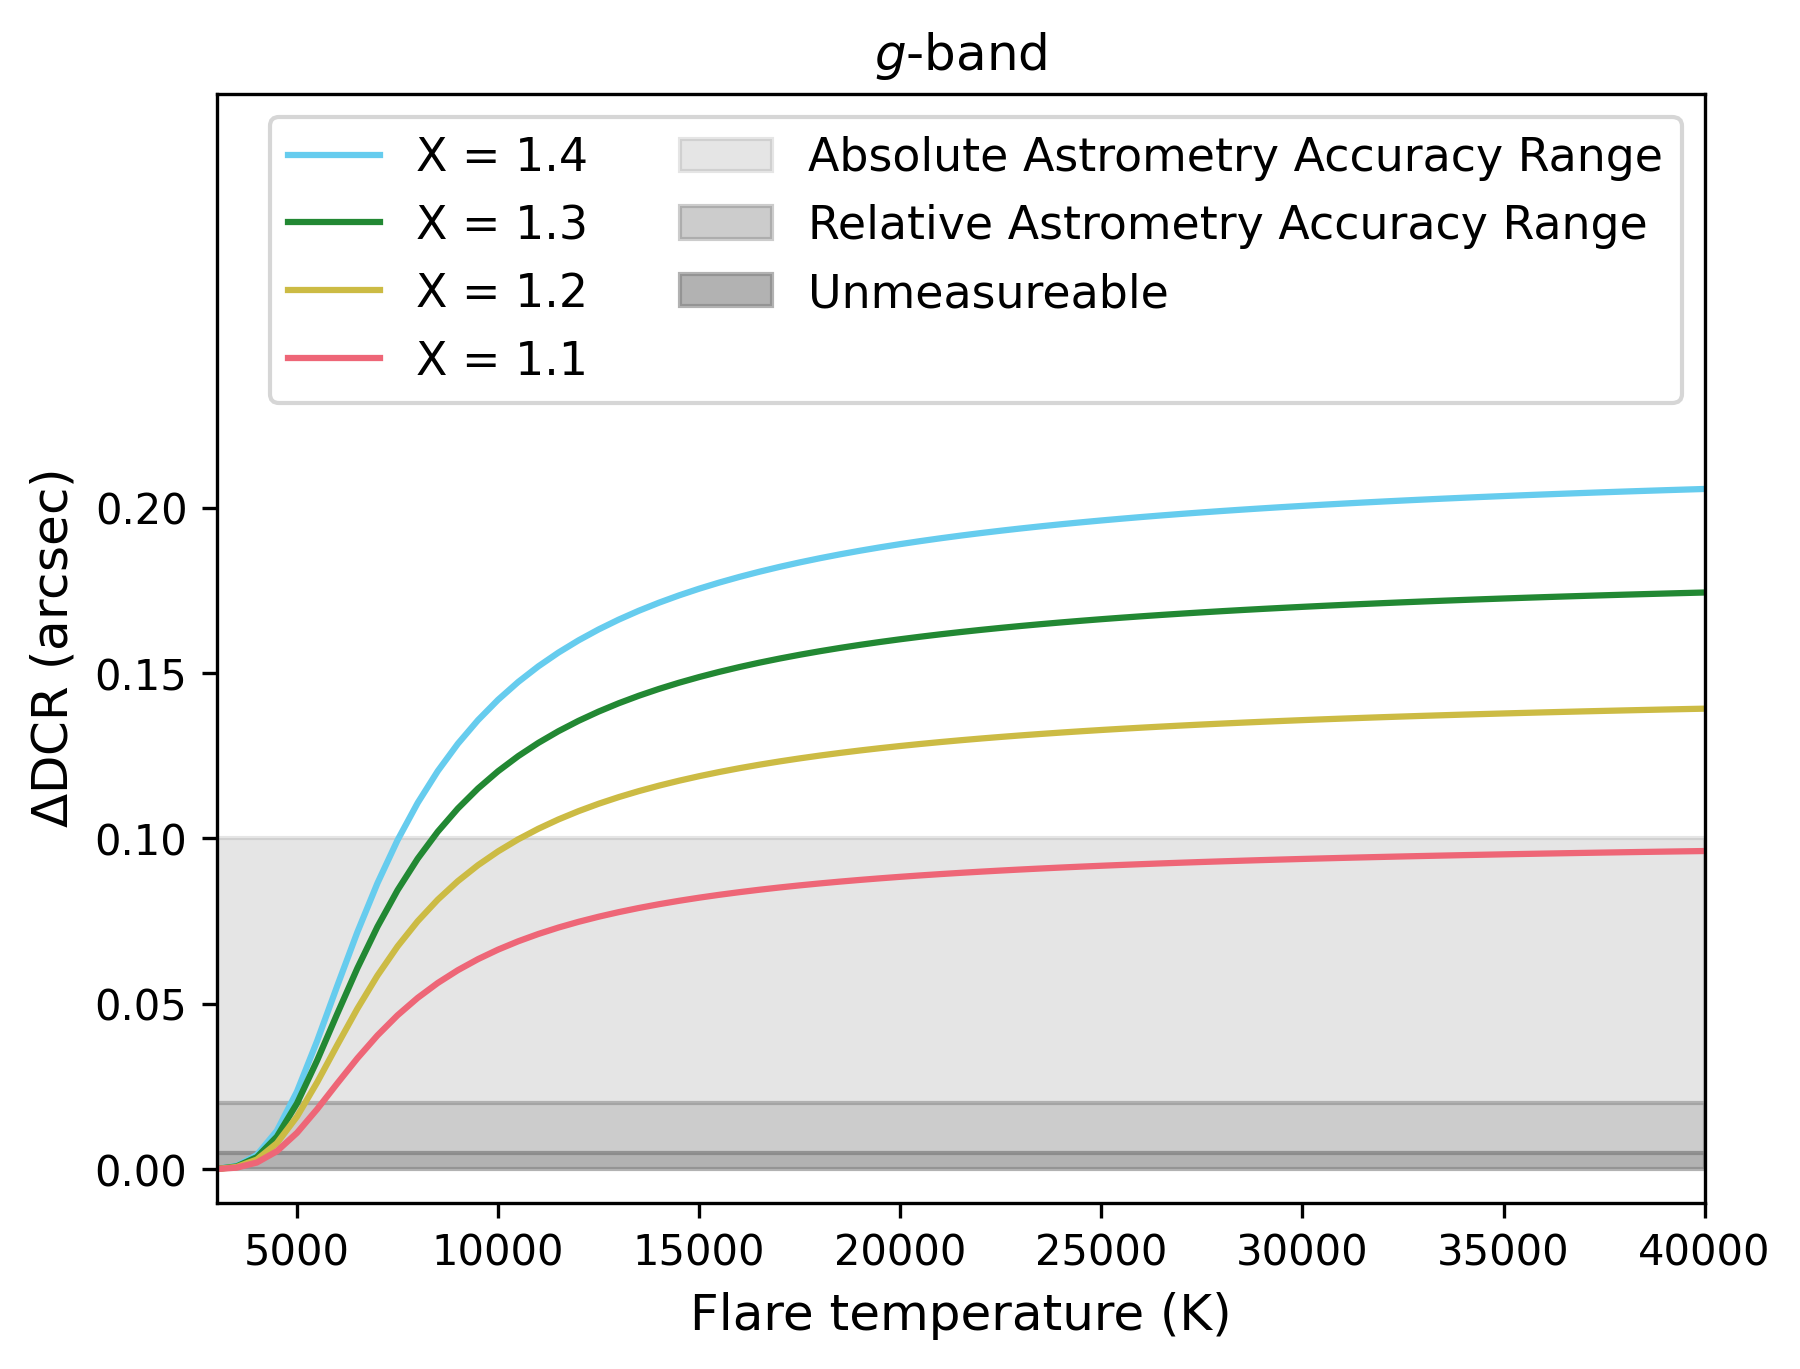 g-band
X = 1.4
X = 1.3
X = 1.2
X = 1.1
Absolute Astrometry Accuracy Range
Relative Astrometry Accuracy Range
Unmeasureable
ΔDCR (arcsec)
0.20
0.15
0.10
0.05
0.00
5000 10000 15000 20000 25000 30000 35000 40000
Flare temperature (K)